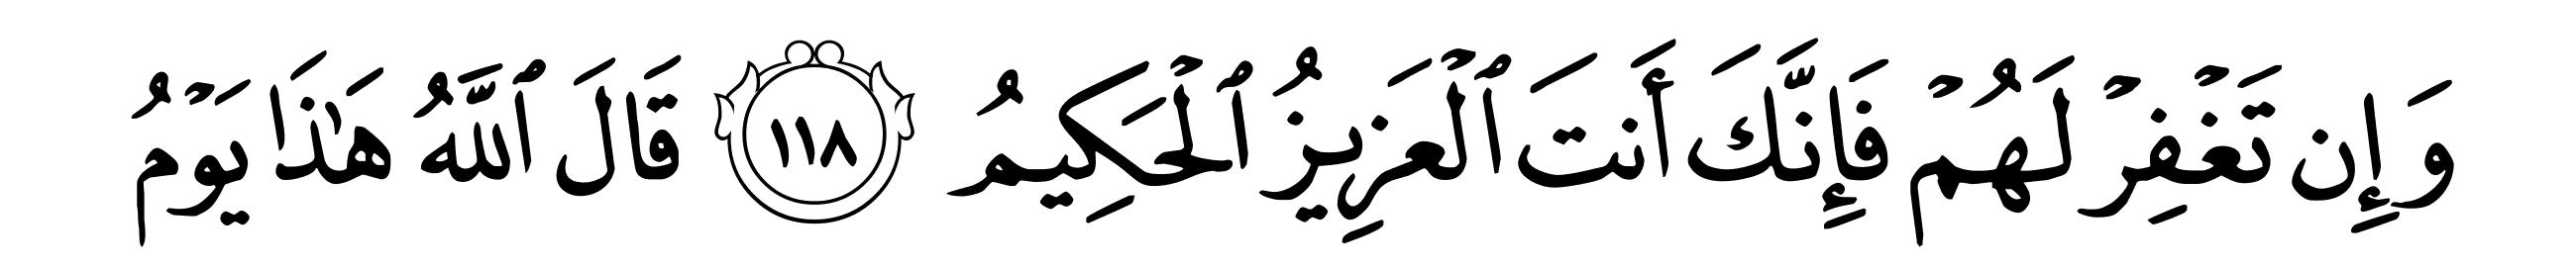 وَإِن تَغْفِرْ لَهُمْ فَإِنَّكَ أَنتَ ٱلْعَزِيزُ ٱلْحَكِيمُ ١١٨ قَالَ ٱللَّهُ هَٰذَا يَوْمُ